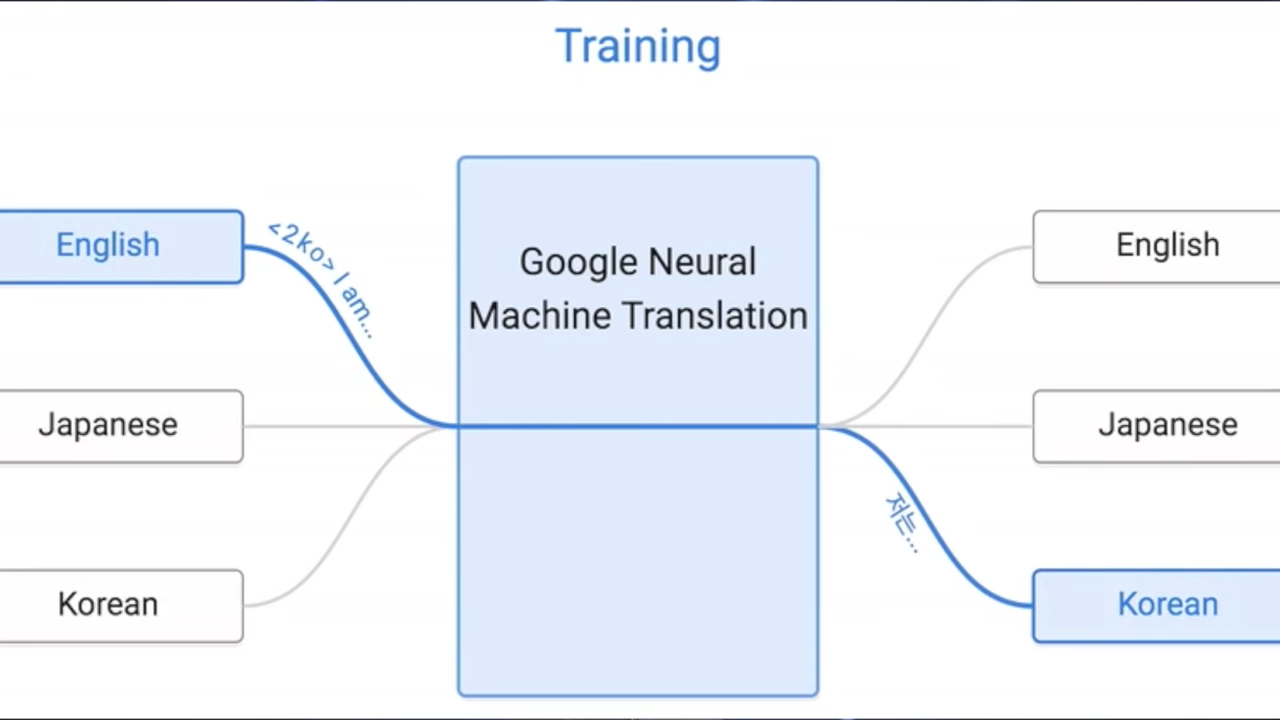 Training
English
<2ko> I am...
Google Neural
Machine Translation
English
Japanese
Japanese
저는...
Korean
Korean